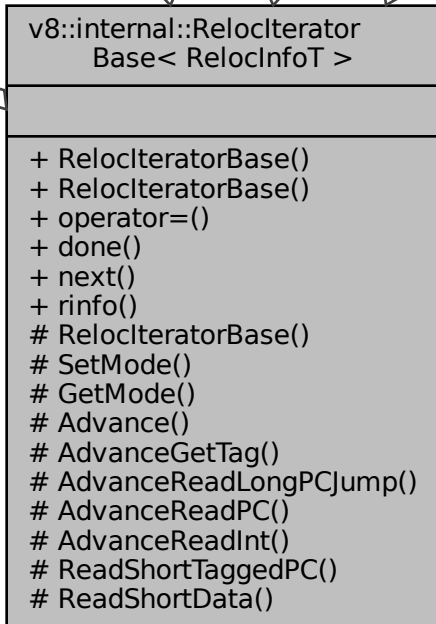 v8::internal::RelocIterator
Base< RelocInfoT >
+ RelocIteratorBase()
+ RelocIteratorBase()
+ operator=()
+ done()
+ next()
+ rinfo()
# RelocIteratorBase()
# SetMode()
# GetMode()
# Advance()
# AdvanceGetTag()
# AdvanceReadLongPCJump()
# AdvanceReadPC()
# AdvanceReadInt()
# ReadShortTaggedPC()
# ReadShortData()